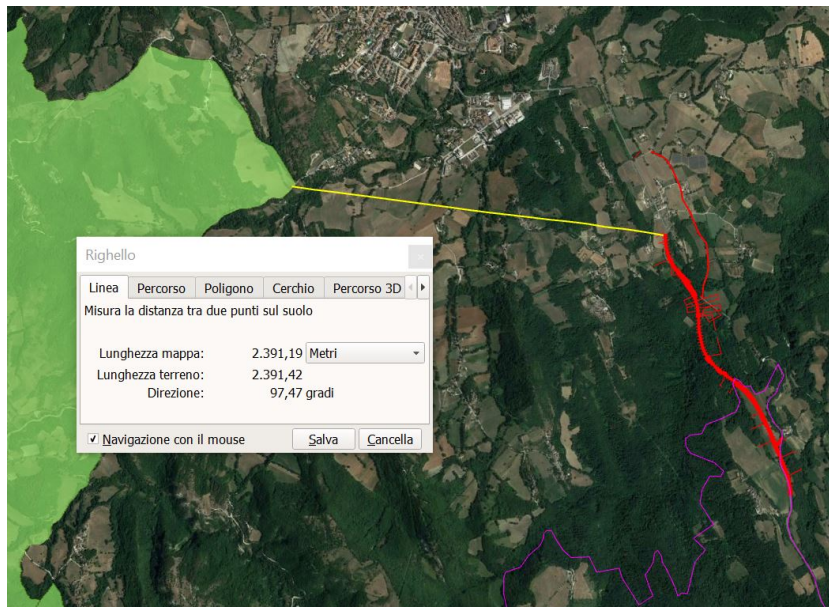 Righello
Linea Percorso Poligono Cerchio Percorso 3D
Misura la distanza tra due punti sul suolo
Lunghezza mappa: 2.391,19 Metri
Lunghezza terreno: 2.391,42
Direzione: 97,47 gradi
Navigazione con il mouse Salva Cancella